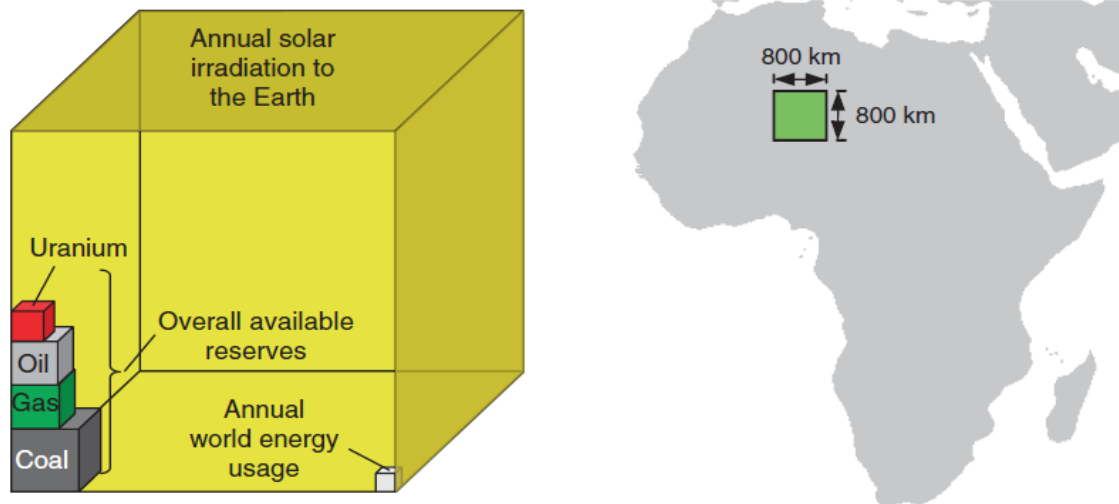 Annual solar
irradiation to
the Earth
Uranium
Oil
Gas
Coal
Overall available
reserves
Annual
world energy
usage
800 km
800 km